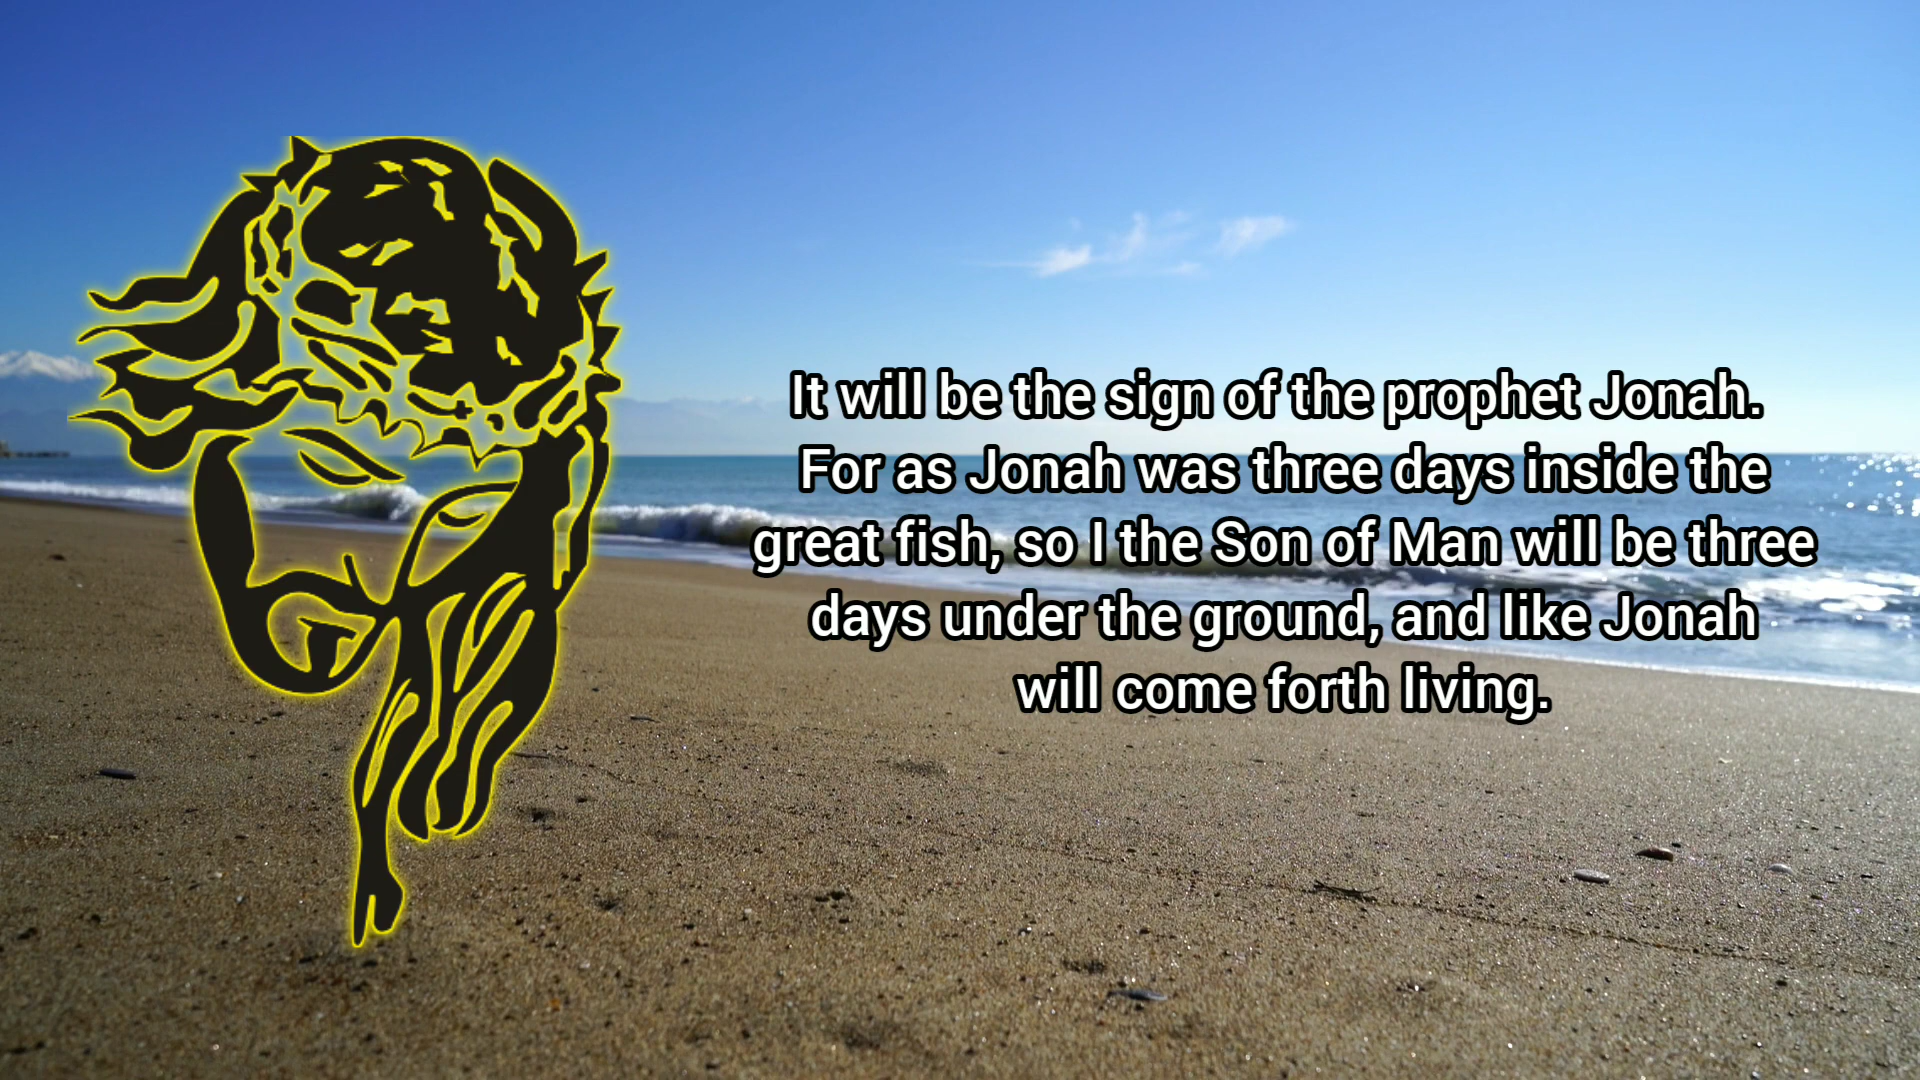 It will be the sign of the prophet Jonah.
For as Jonah was three days inside the
great fish, so I the Son of Man will be three
days under the ground, and like Jonah
will come forth living.